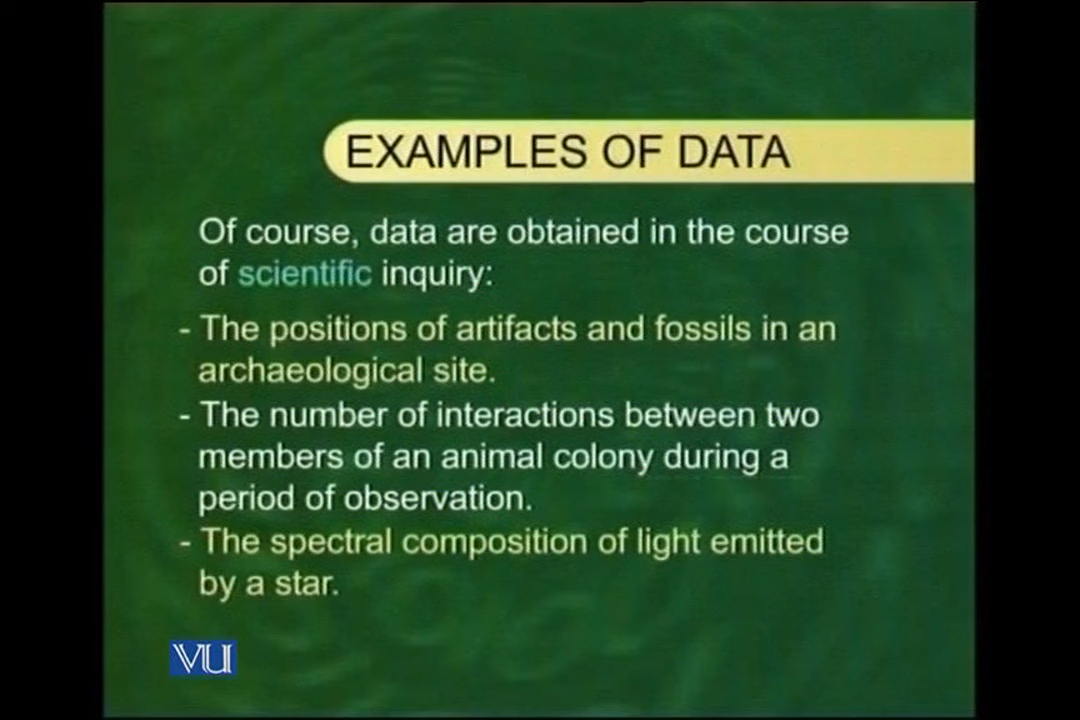 EXAMPLES OF DATA
Of course, data are obtained in the course
of scientific inquiry:
- The positions of artifacts and fossils in an
archaeological site.
- The number of interactions between two
members of an animal colony during a
period of observation.
- The spectral composition of light emitted
by a star.
VU